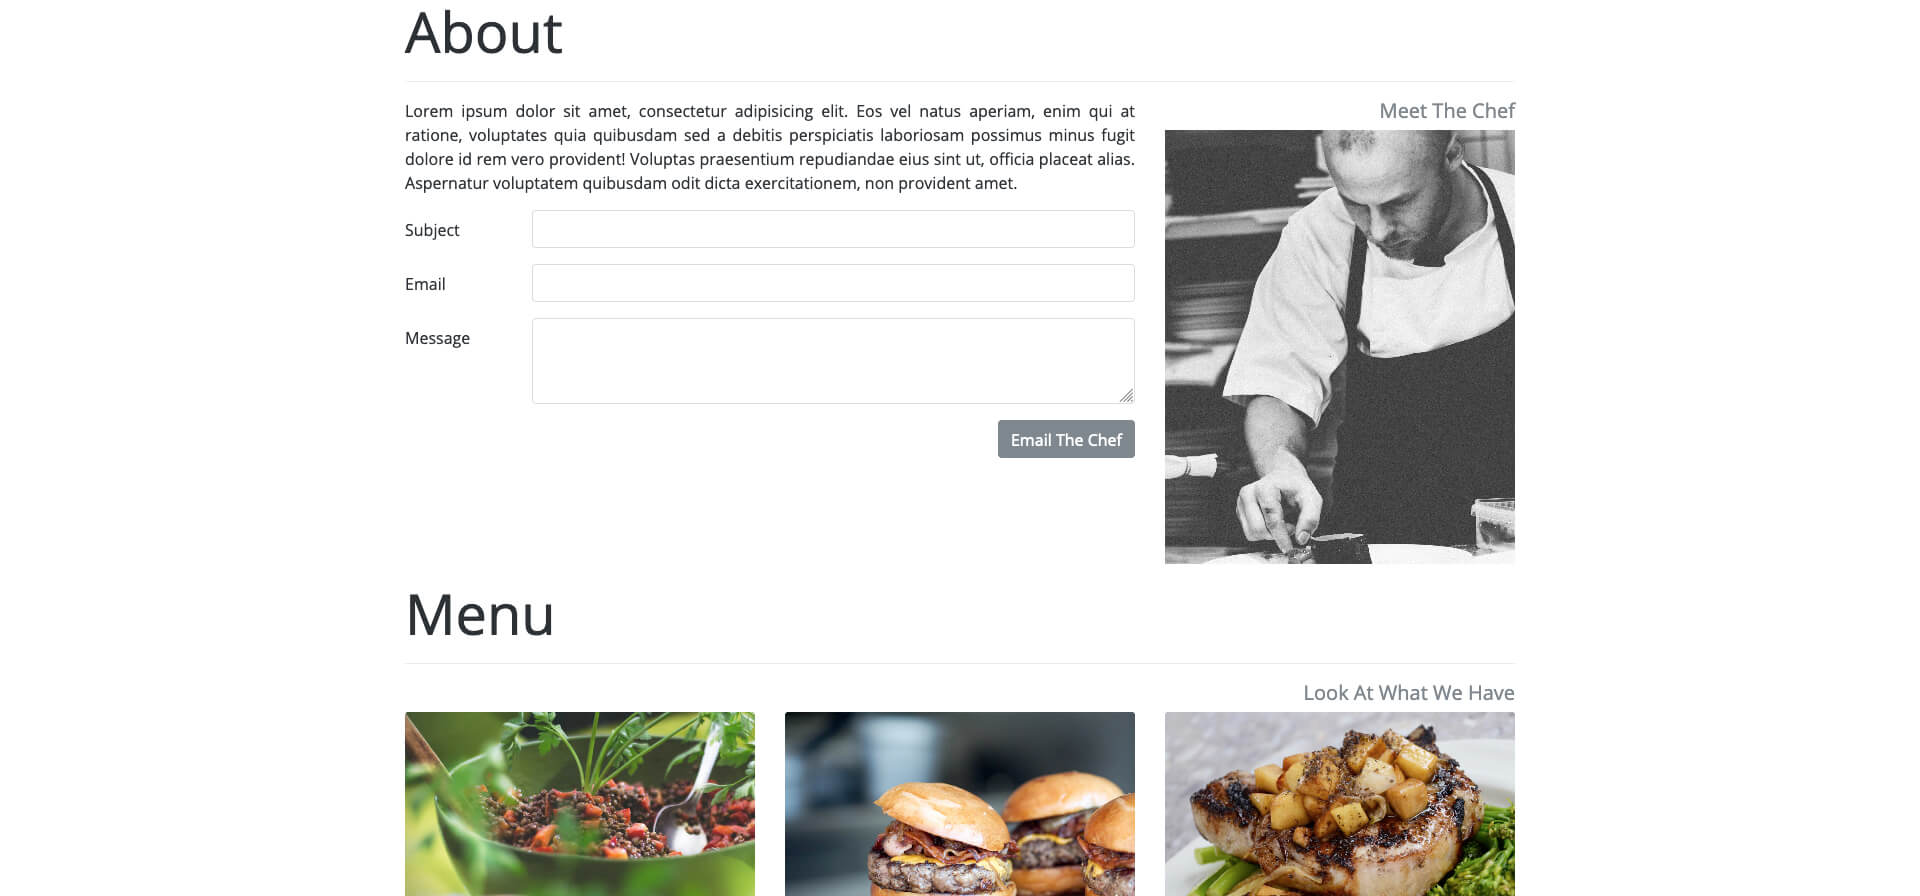 About
Lorem ipsum dolor sit amet, consectetur adipisicing elit. Eos vel natus aperiam, enim qui at
ratione, voluptates quia quibusdam sed a debitis perspiciatis laboriosam possimus minus fugit
dolore id rem vero provident! Voluptas praesentium repudiandae eius sint ut, officia placeat alias.
Aspernatur voluptatem quibusdam odit dicta exercitationem, non provident amet.
Subject
Email
Message
Email The Chef
Meet The Chef
Menu
Look At What We Have